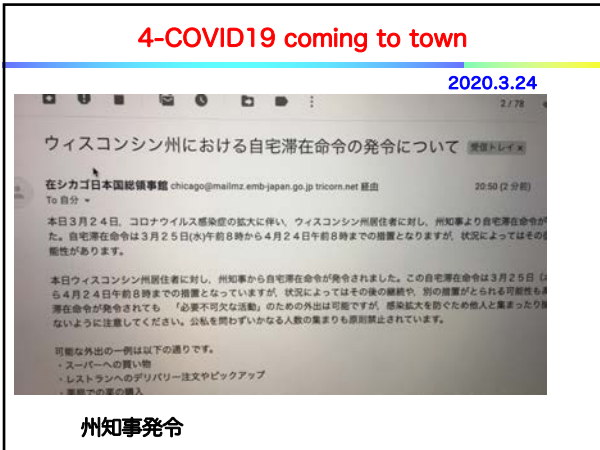 4-COVID19 coming to town
2020.3.24
2 / 78
ウィスコンシン州における自宅滞在命令の発令について 受信トレイ ×
在シカゴ日本国総領事館 chicago@mailmz.emb-japan.go.jp tricorn.net 経由 20:50 (2 分前)
To 自分
本日3月24日、コロナウイルス感染症の拡大に伴い、ウィスコンシン州居住者に対し、州知事より自宅滞在命令が
た。自宅滞在命令は3月25日(水)午前8時から4月24日午前8時までの措置となりますが、状況によってはその
能性があります。
本日ウィスコンシン州居住者に対し、州知事から自宅滞在命令が発令されました。この自宅滞在命令は3月25日（
ら4月24日午前8時までの措置となっていますが、状況によってはその後の継続や、別の措置がとられる可能性も
滞在命令が発令されても、「必要不可欠な活動」のための外出は可能ですが、感染拡大を防ぐため他人と集まったり
ないように注意してください。公私を問わずいかなる人数の集まりも原則禁止されています。
可能な外出の一例は以下の通りです。
・スーパーへの買い物
・レストランへのデリバリー注文やピックアップ
・薬局での薬の購入
州知事発令